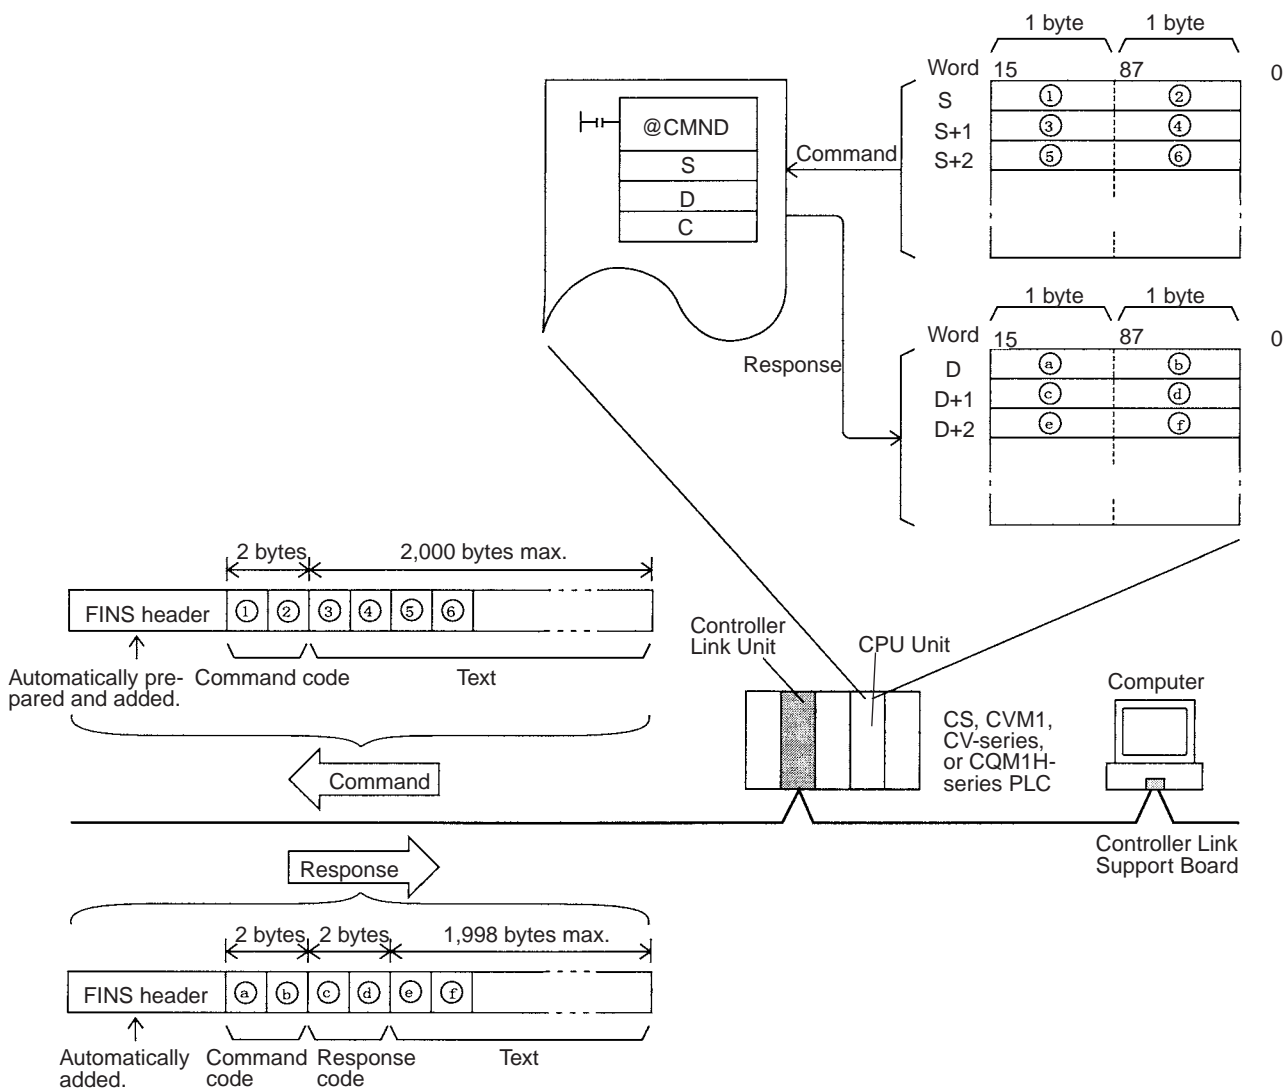 1 byte 1 byte
Word 15 87 0
S ① ②
@CMND
S+1 ③ ④
Command
S+2 ⑤ ⑥
S
D
C
1 byte 1 byte
Word 15 87 0
Response
D ⓐ ⓑ
D+1 ⓒ ⓓ
D+2 ⓔ ⓕ
2 bytes 2,000 bytes max.
FINS header ① ② ③ ④ ⑤ ⑥
Automatically pre-
pared and added.
Command code
Text
Controller
Link Unit
CPU Unit
Computer
CS, CVM1,
CV-series,
or CQM1H-
series PLC
Command
Controller Link
Support Board
Response
2 bytes 2 bytes 1,998 bytes max.
FINS header ⓐ ⓑ ⓒ ⓓ ⓔ ⓕ
Automatically
added.
Command
code
Response
code
Text